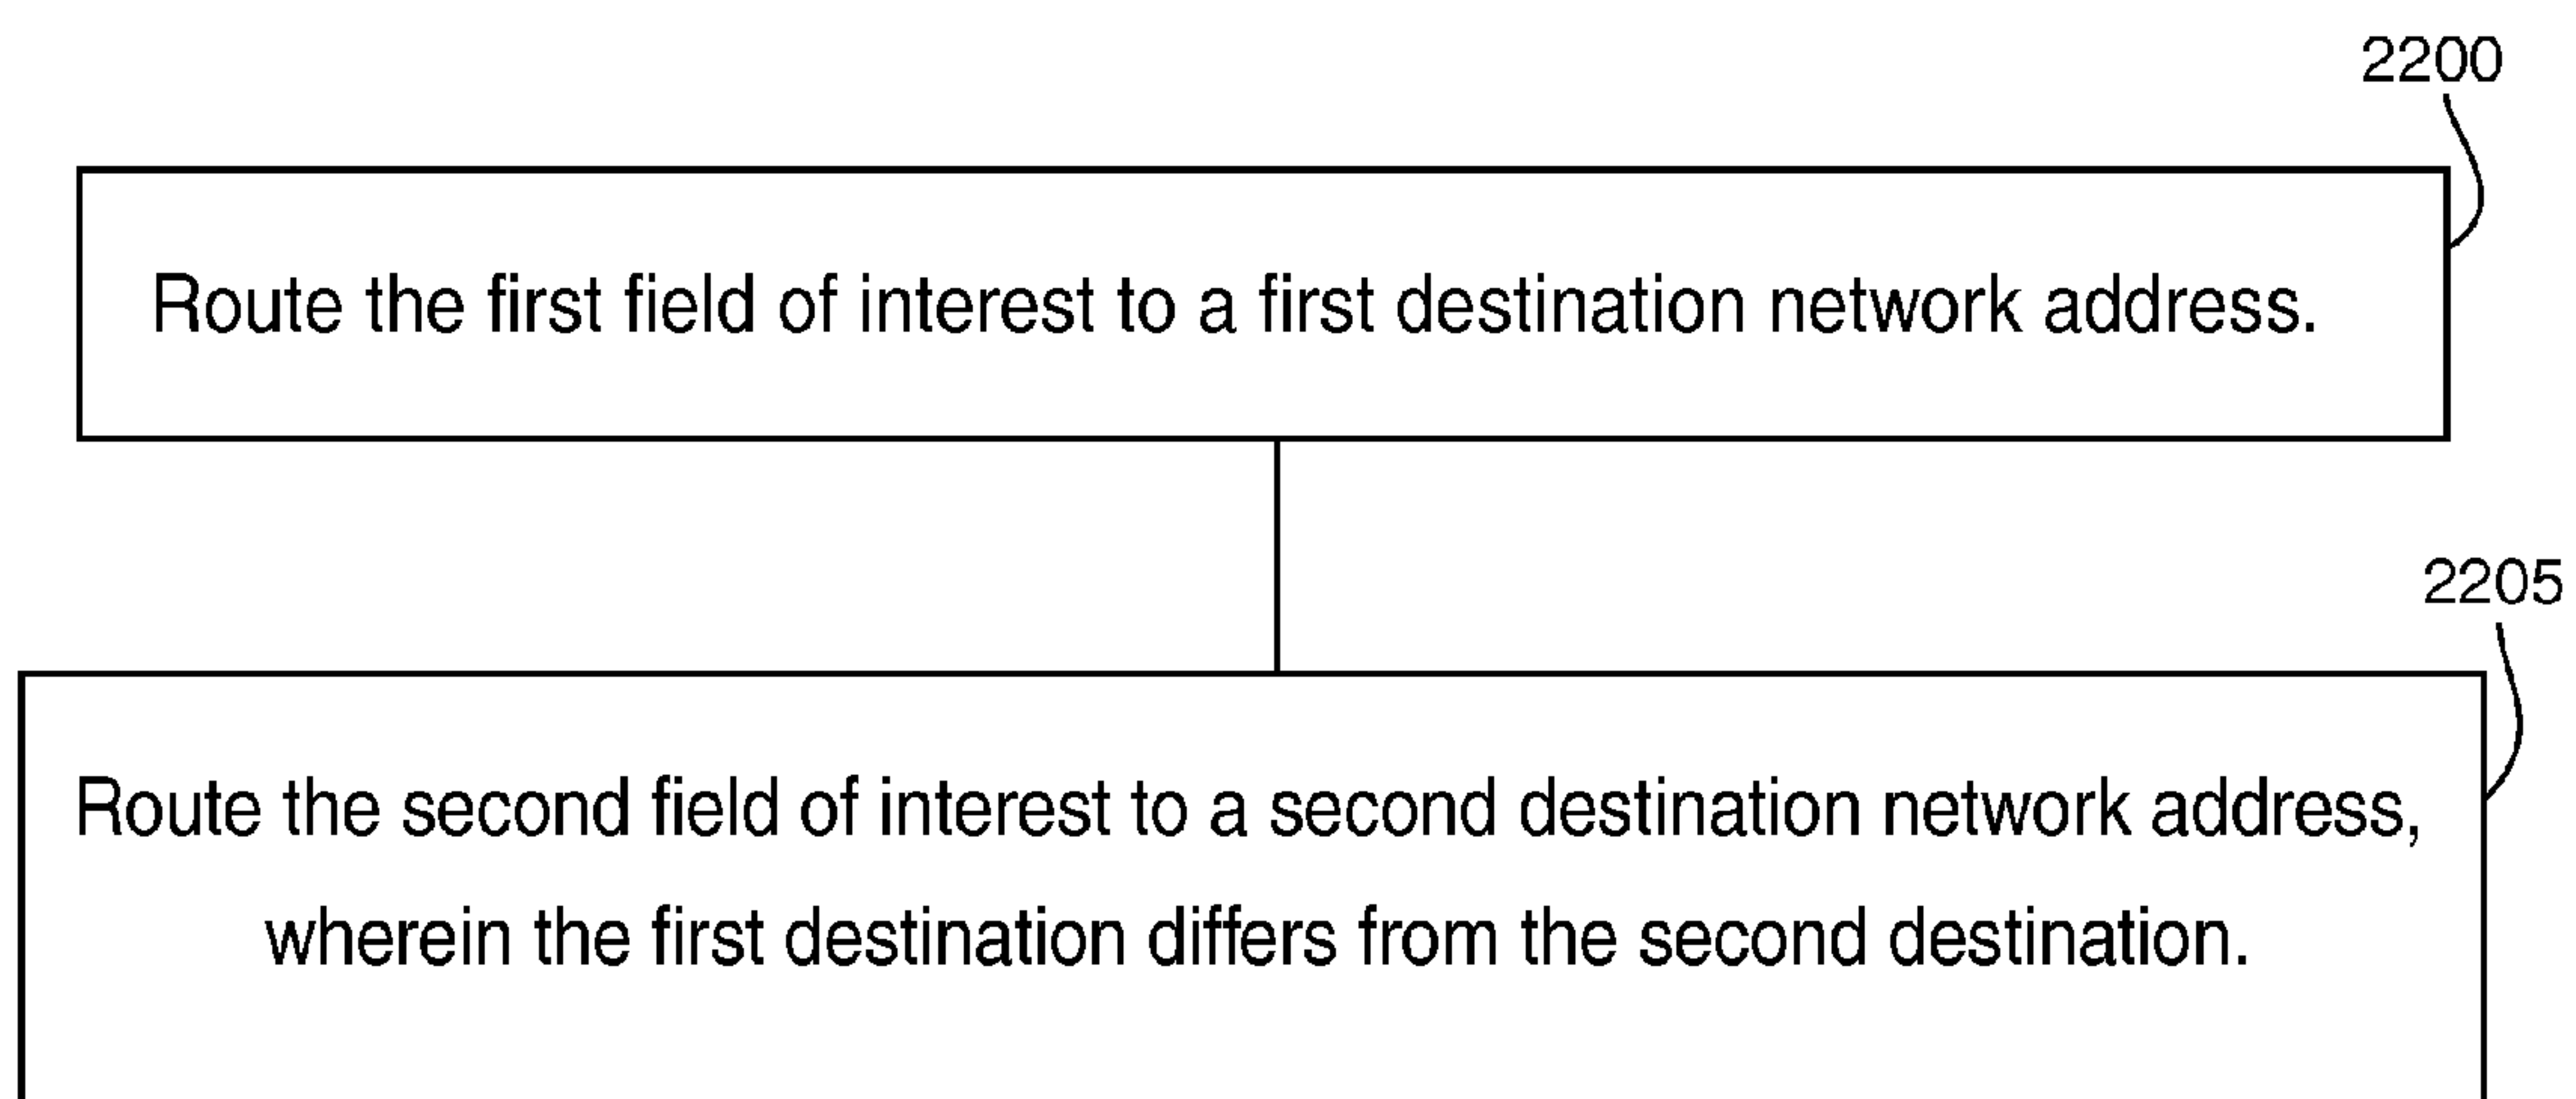 2200
Route the first field of interest to a first destination network address.
2205
Route the second field of interest to a second destination network address,
wherein the first destination differs from the second destination.